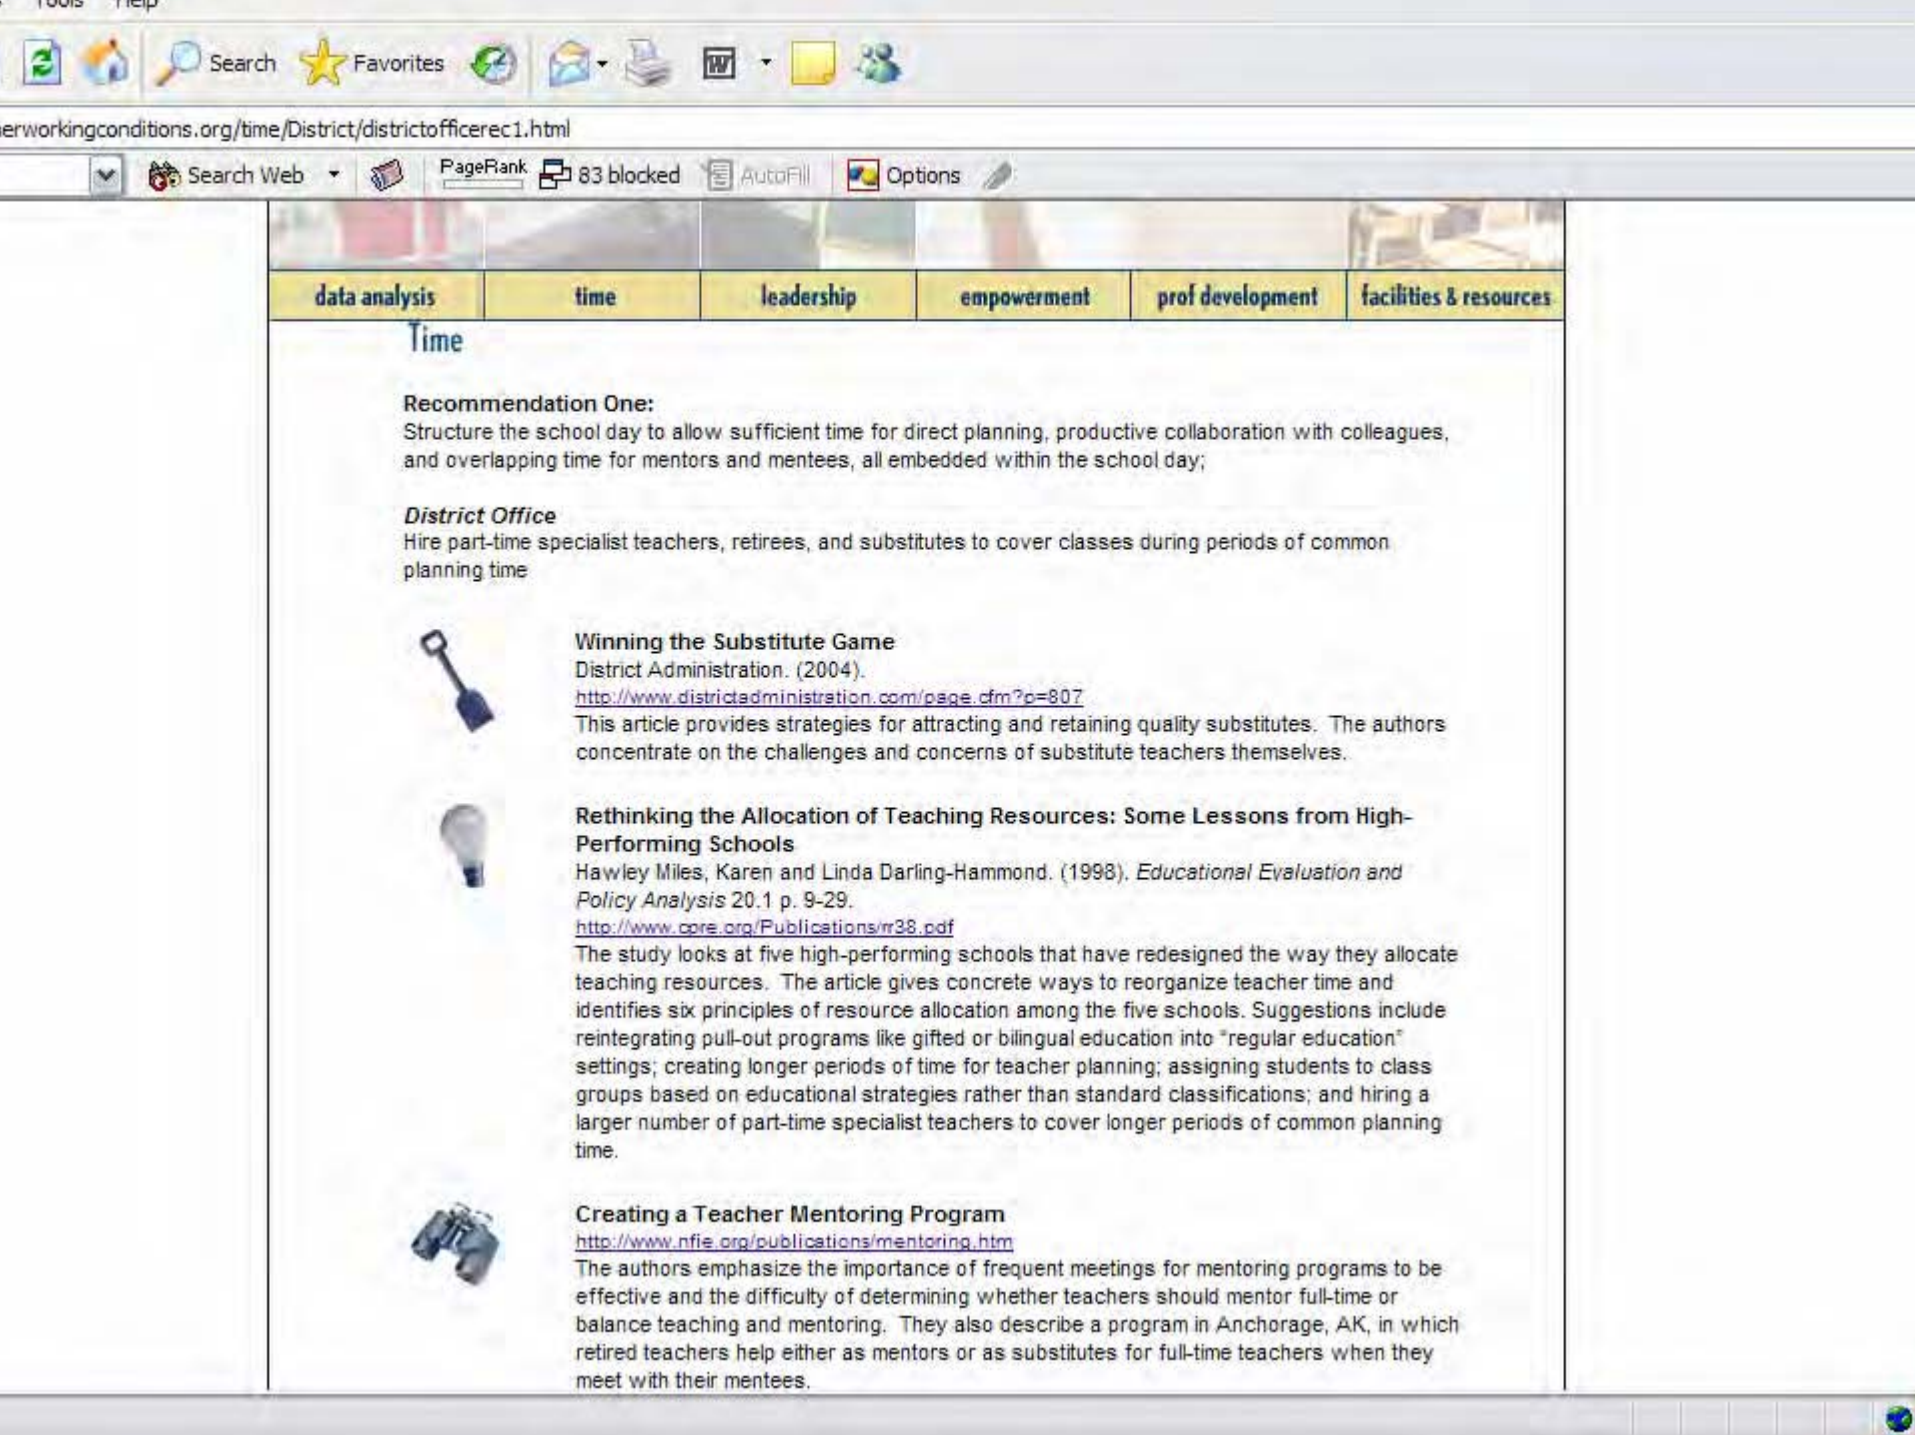 Tools Help
Search Favorites
erworkingconditions.org/time/District/districtofficerec1.html
Search Web PageRank 83 blocked AutoFill Options
data analysis time leadership empowerment prof development facilities & resources
Time
Recommendation One:
Structure the school day to allow sufficient time for direct planning, productive collaboration with colleagues,
and overlapping time for mentors and mentees, all embedded within the school day;
District Office
Hire part-time specialist teachers, retirees, and substitutes to cover classes during periods of common
planning time
Winning the Substitute Game
District Administration. (2004).
http://www.districtadministration.com/page.cfm?p=807
This article provides strategies for attracting and retaining quality substitutes. The authors
concentrate on the challenges and concerns of substitute teachers themselves.
Rethinking the Allocation of Teaching Resources: Some Lessons from High-
Performing Schools
Hawley Miles, Karen and Linda Darling-Hammond. (1998). Educational Evaluation and
Policy Analysis 20.1 p. 9-29.
http://www.cpre.org/Publications/rr38.pdf
The study looks at five high-performing schools that have redesigned the way they allocate
teaching resources. The article gives concrete ways to reorganize teacher time and
identifies six principles of resource allocation among the five schools. Suggestions include
reintegrating pull-out programs like gifted or bilingual education into "regular education"
settings; creating longer periods of time for teacher planning; assigning students to class
groups based on educational strategies rather than standard classifications; and hiring a
larger number of part-time specialist teachers to cover longer periods of common planning
time.
Creating a Teacher Mentoring Program
http://www.nfie.org/publications/mentoring.htm
The authors emphasize the importance of frequent meetings for mentoring programs to be
effective and the difficulty of determining whether teachers should mentor full-time or
balance teaching and mentoring. They also describe a program in Anchorage, AK, in which
retired teachers help either as mentors or as substitutes for full-time teachers when they
meet with their mentees.